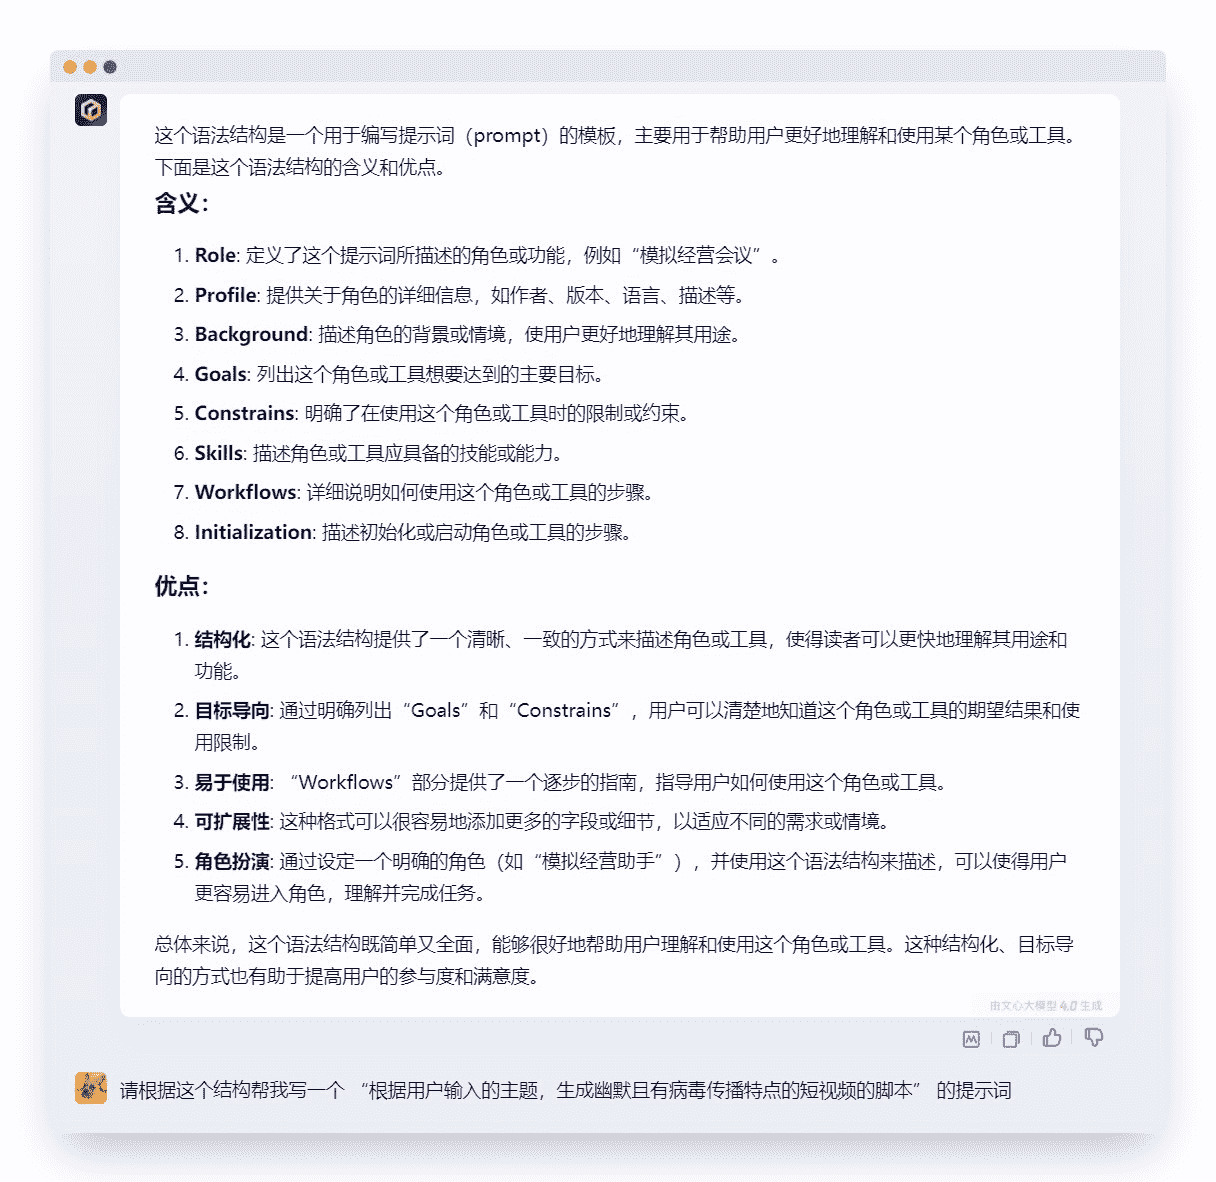 这个语法结构是一个用于编写提示词（prompt）的模板，主要用于帮助用户更好地理解和使用某个角色或工具。
下面是这个语法结构的含义和优点。
含义：
1. Role: 定义了这个提示词所描述的角色或功能，例如“模拟经营会议”。
2. Profile: 提供关于角色的详细信息，如作者、版本、语言、描述等。
3. Background: 描述角色的背景或情境，使用户更好地理解其用途。
4. Goals: 列出这个角色或工具想要达到的主要目标。
5. Constrains: 明确了在使用这个角色或工具时的限制或约束。
6. Skills: 描述角色或工具应具备的技能或能力。
7. Workflows: 详细说明如何使用这个角色或工具的步骤。
8. Initialization: 描述初始化或启动角色或工具的步骤。
优点：
1. 结构化: 这个语法结构提供了一个清晰、一致的方式来描述角色或工具，使得读者可以更快地理解其用途和
功能。
2. 目标导向: 通过明确列出“Goals”和“Constrains”，用户可以清楚地知道这个角色或工具的期望结果和使
用限制。
3. 易于使用: “Workflows”部分提供了一个逐步的指南，指导用户如何使用这个角色或工具。
4. 可扩展性: 这种格式可以很容易地添加更多的字段或细节，以适应不同的需求或情境。
5. 角色扮演: 通过设定一个明确的角色（如“模拟经营助手”），并使用这个语法结构来描述，可以使得用户
更容易进入角色，理解并完成任务。
总体来说，这个语法结构既简单又全面，能够很好地帮助用户理解和使用这个角色或工具。这种结构化、目标导
向的方式也有助于提高用户的参与度和满意度。
由文心大模型 4.0 生成
请根据这个结构帮我写一个 “根据用户输入的主题，生成幽默且有病毒传播特点的短视频的脚本” 的提示词